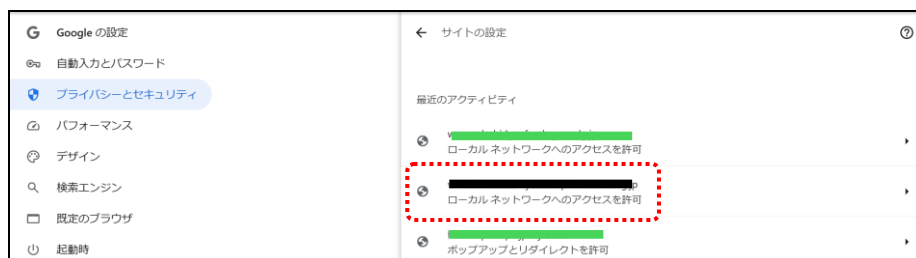 Google の設定
自動入力とパスワード
プライバシーとセキュリティ
パフォーマンス
デザイン
検索エンジン
既定のブラウザ
起動時
サイトの設定
最近のアクティビティ
ローカル ネットワークへのアクセスを許可
ローカル ネットワークへのアクセスを許可
ポップアップとリダイレクトを許可